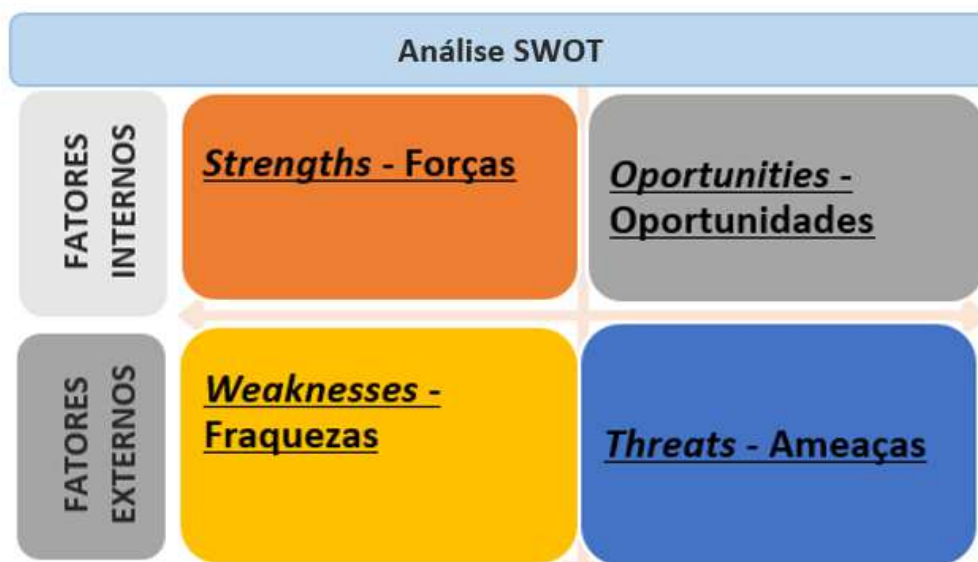 Análise SWOT
FATORES
INTERNOS
Strengths - Forças
Oportunities -
Oportunidades
FATORES
EXTERNOS
Weaknesses -
Fraquezas
Threats - Ameaças